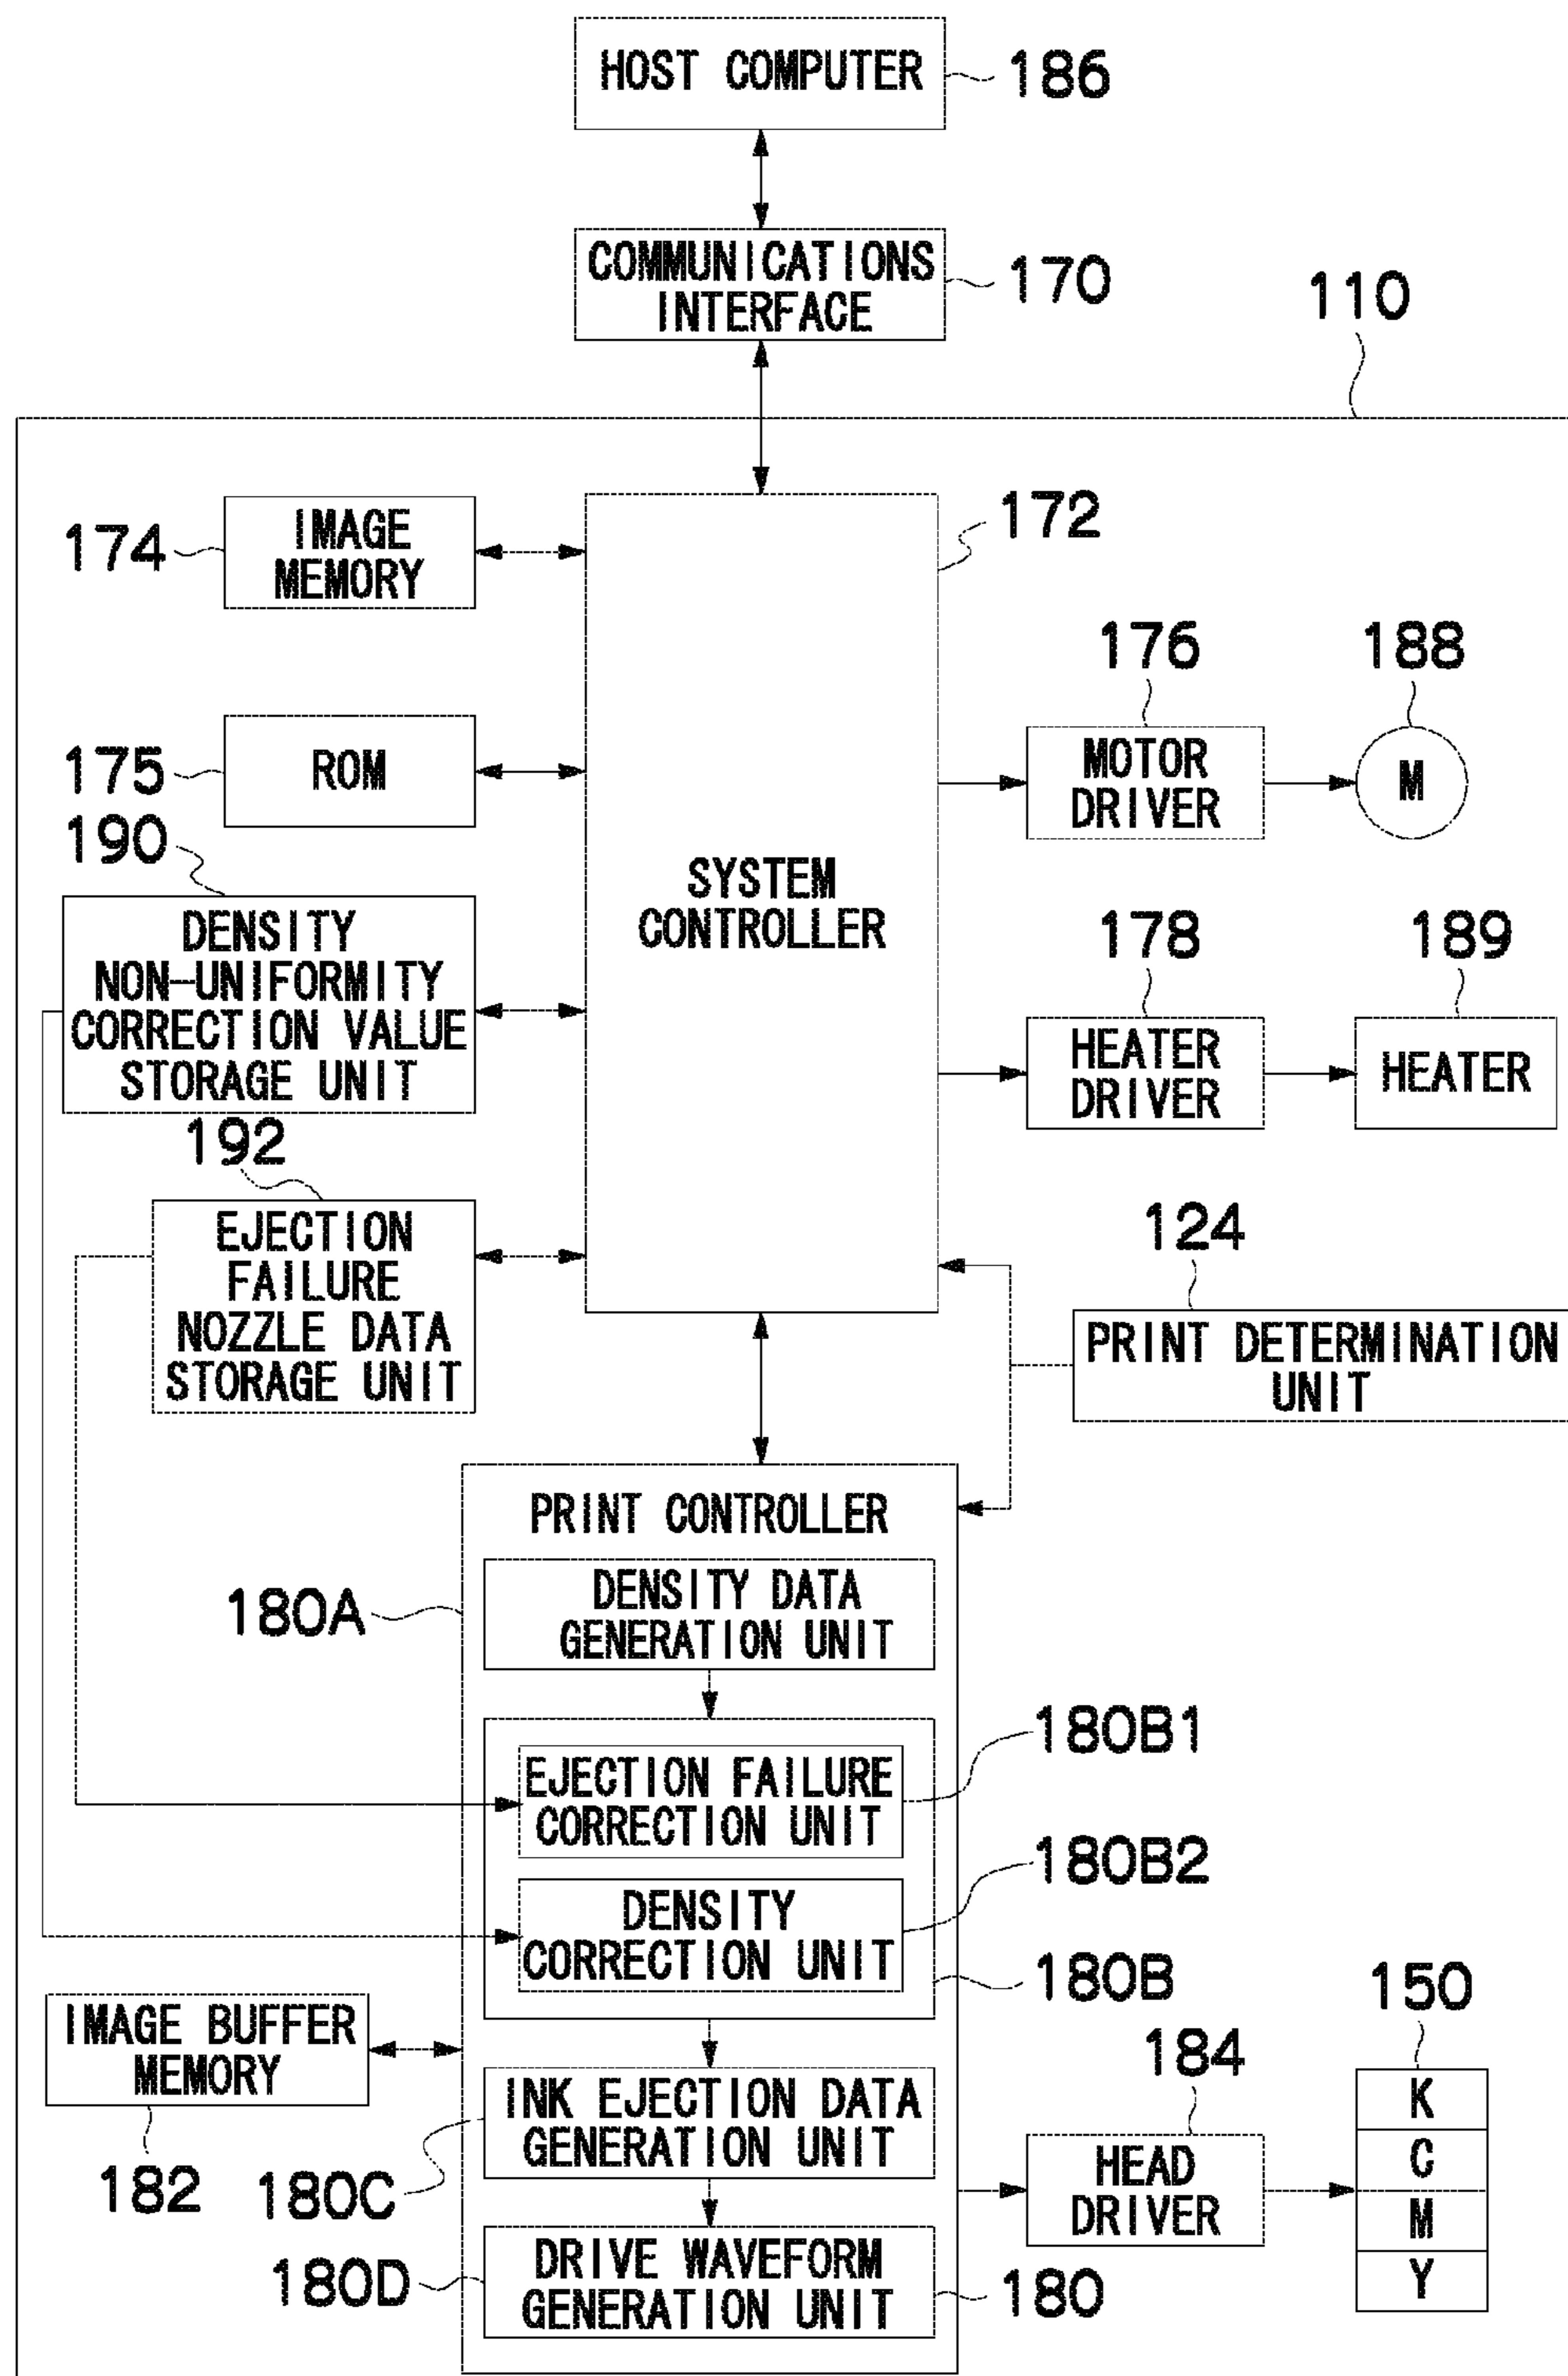 HOST COMPUTER
186
COMMUNICATIONS
INTERFACE
170
110
174
IMAGE
MEMORY
172
176
188
175
ROM
MOTOR
DRIVER
M
190
SYSTEM
CONTROLLER
DENSITY
NON-UNIFORMITY
CORRECTION VALUE
STORAGE UNIT
178
189
HEATER
DRIVER
HEATER
192
EJECTION
FAILURE
NOZZLE DATA
STORAGE UNIT
124
PRINT DETERMINATION
UNIT
PRINT CONTROLLER
180A
DENSITY DATA
GENERATION UNIT
180B1
EJECTION FAILURE
CORRECTION UNIT
180B2
DENSITY
CORRECTION UNIT
180B
150
IMAGE BUFFER
MEMORY
182
184
K
C
M
Y
INK EJECTION DATA
GENERATION UNIT
180C
HEAD
DRIVER
180D
DRIVE WAVEFORM
GENERATION UNIT
180